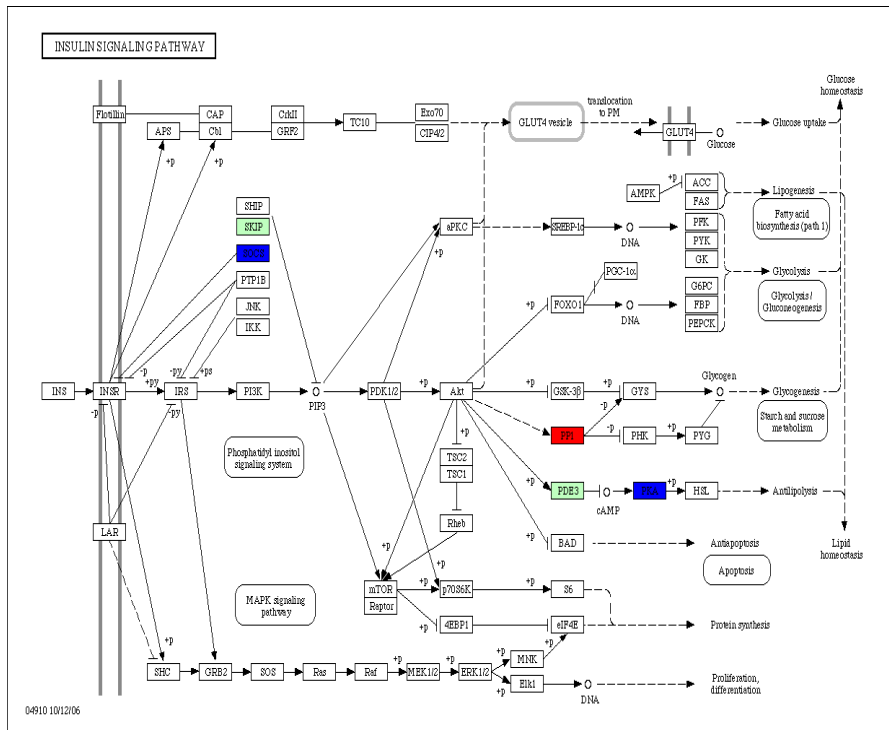 INSULIN SIGNALING PATHWAY
Glucose
homeostasis
Flotillin
CAP
CrkII
Exo70
translocation
to PM
APS
Cbl
GRF2
TC10
CIP4/2
GLUT4 vesicle
GLUT4
Glucose
Glucose uptake
+p
+p
SHIP
SKIP
PTP1B
JNK
IKK
aPKC
+p
SREBP-1c
DNA
AMPK
+p
ACC
FAS
Lipogenesis
Fatty acid
biosynthesis (path 1)
PFK
PYK
GK
Glycolysis
PGC-1α
+p
FOXO1
DNA
G6PC
FBP
PEPCK
Glycolysis/
Gluconeogenesis
-p
-py
+ps
INS
INSR
+py
IRS
PI3K
PIP3
PDK1/2
+p
Akt
+p
GSK-3β
+p
GYS
Glycogen
Glycogenesis
-p
-py
-p
Starch and sucrose
metabolism
PP1
-p
PHK
+p
PYG
Phosphatidyl inositol
signaling system
+p
TSC2
TSC1
+p
PDE3
cAMP
PKA
+p
HSL
Antilipolysis
LAR
Rheb
+p
BAD
Antiapoptosis
Apoptosis
Lipid
homeostasis
+p
+p
MAPK signaling
pathway
mTOR
Raptor
+p
p70S6K
+p
S6
+p
4EBP1
eIF4E
Protein synthesis
+p
+p
SHC
GRB2
SOS
Ras
Raf
+p
MEK1/2
+p
ERK1/2
+p
MNK
+p
Elk1
DNA
Proliferation,
differentiation
04910 10/12/06